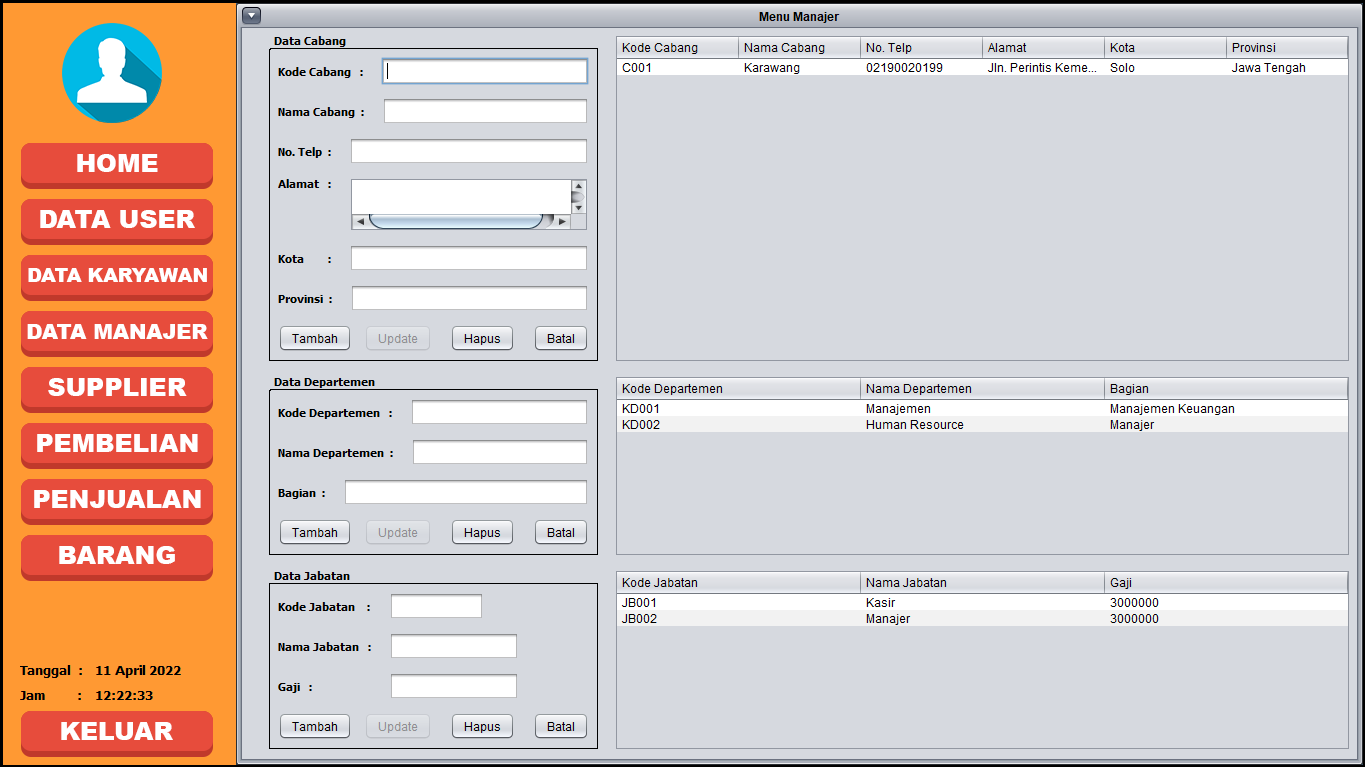 HOME
DATA USER
DATA KARYAWAN
DATA MANAJER
SUPPLIER
PEMBELIAN
PENJUALAN
BARANG
Tanggal : 11 April 2022
Jam : 12:22:33
KELUAR
Menu Manajer
Data Cabang
Kode Cabang :
Nama Cabang :
No. Telp :
Alamat :
Kota :
Provinsi :
Tambah Update Hapus Batal
Kode Cabang Nama Cabang No. Telp Alamat Kota Provinsi
C001 Karawang 02190020199 Jln. Perintis Keme... Solo Jawa Tengah
Data Departemen
Kode Departemen :
Nama Departemen :
Bagian :
Tambah Update Hapus Batal
Kode Departemen Nama Departemen Bagian
KD001 Manajemen Manajemen Keuangan
KD002 Human Resource Manajer
Data Jabatan
Kode Jabatan :
Nama Jabatan :
Gaji :
Tambah Update Hapus Batal
Kode Jabatan Nama Jabatan Gaji
JB001 Kasir 3000000
JB002 Manajer 3000000